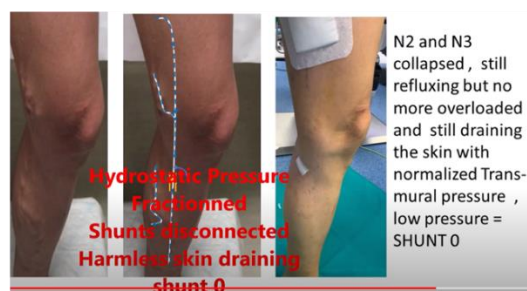 N2 and N3
collapsed , still
refluxing but no
more overloaded
and still draining
the skin with
normalized Trans-
mural pressure ,
low pressure =
SHUNT 0
Hydrostatic Pressure
Fractionned
Shunts disconnected
Harmless skin draining
shunt 0